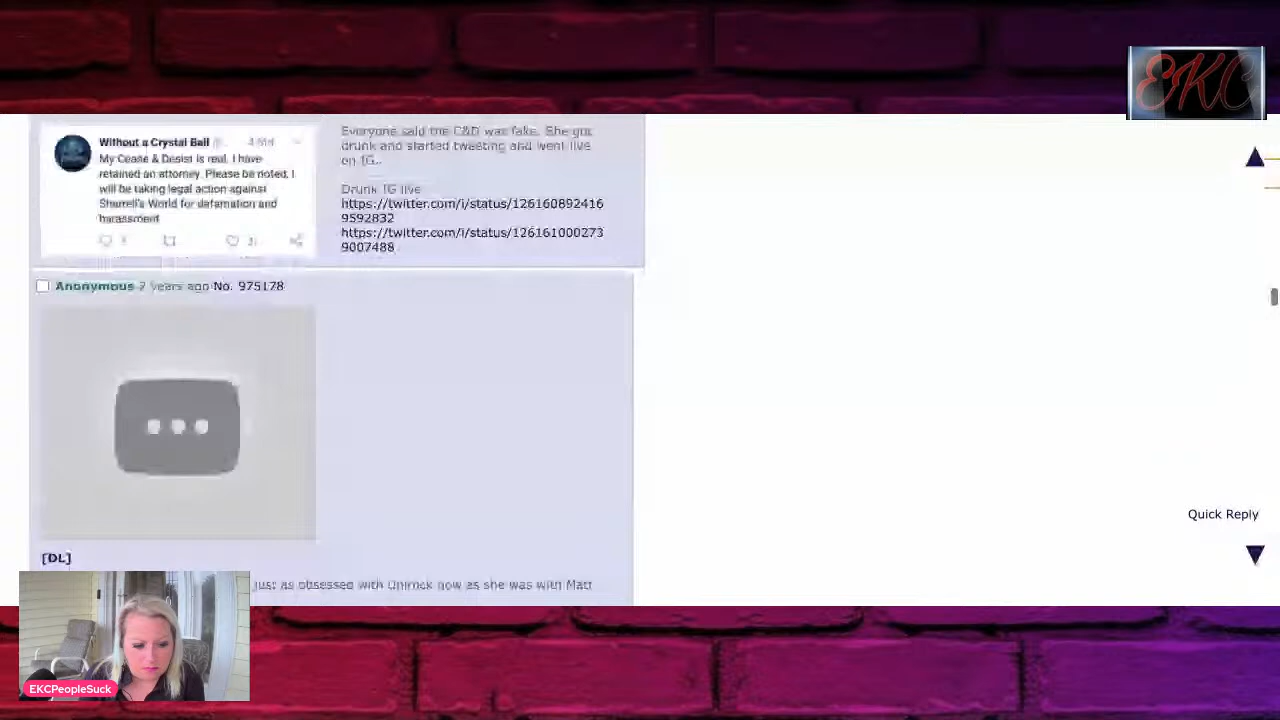 EKC
Without a Crystal Ball
My Cease & Desist is real. I have
retained an attorney. Please be noted, I
will be taking legal action against
Sherrell's World for defamation and
harassment
Everyone said the C&D was fake. She got
drunk and started tweeting and went live
on IG..
Drunk IG live
https://twitter.com/i/status/126160892416
9592832
https://twitter.com/i/status/126161000273
9007488
Anonymous 2 years ago No. 975178
[DL]
just as obsessed with Unirock now as she was with Matt
Quick Reply
EKCPeopleSuck